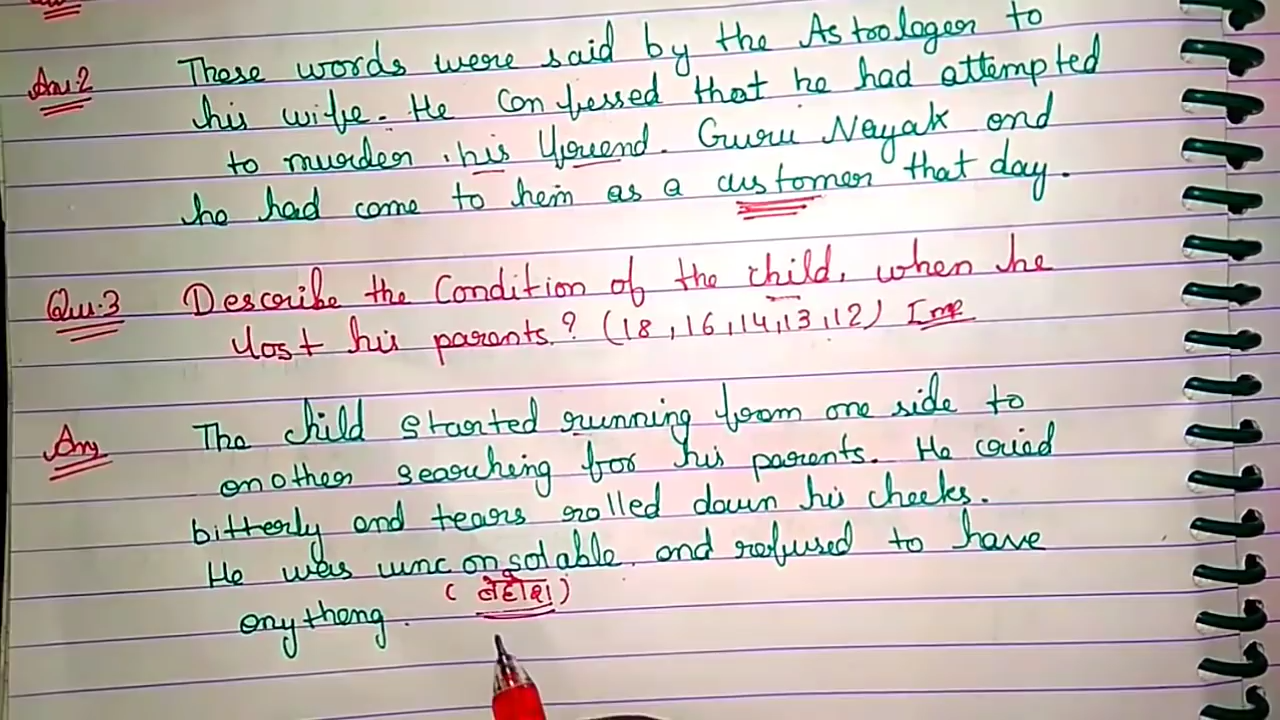 Ans.2 These words were said by the Astrologer to
his wife. He confessed that he had attempted
to murder his friend. Guru Nayak and
he had come to him as a customer that day.
Qu.3 Describe the Condition of the child, when he
lost his parents? (18,16,14,13,12) Imp
Ans The child started running from one side to
another searching for his parents. He cried
bitterly and tears rolled down his cheeks.
He was unconsolable. and refused to have
(बेहोश)
anything.